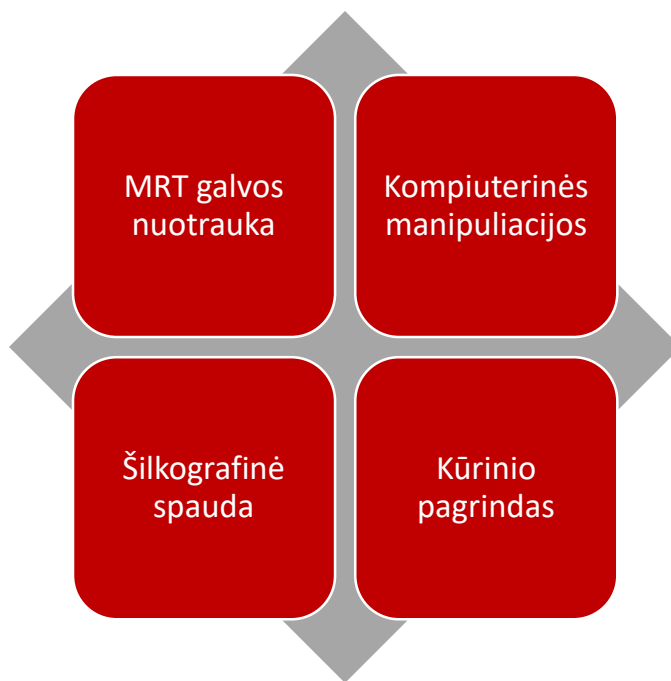 MRT galvos
nuotrauka
Kompiuterinės
manipuliacijos
Šilkografinė
spauda
Kūrinio
pagrindas